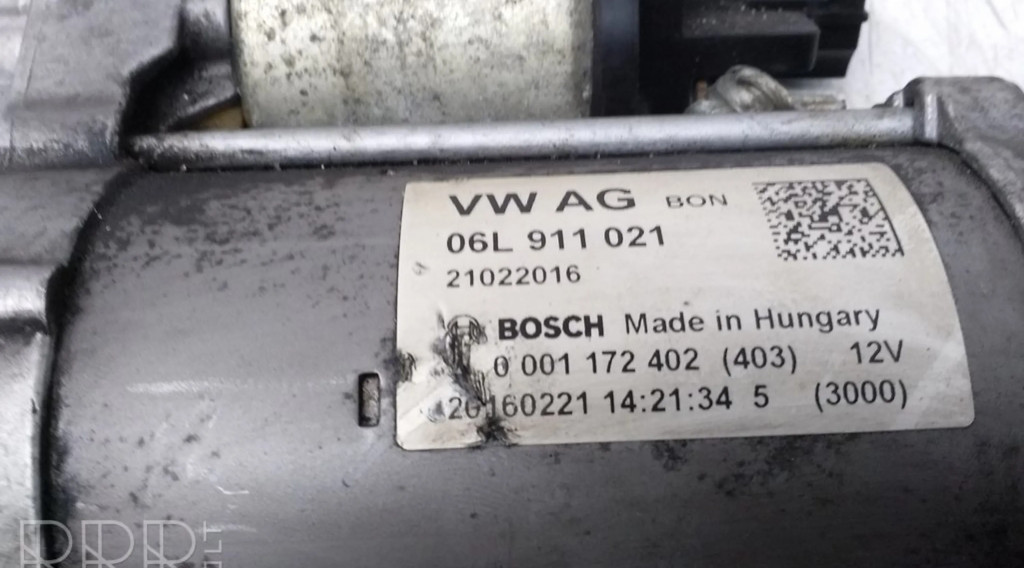 VW AG BON
06L 911 021
21022016
BOSCH Made in Hungary
0 001 172 402 (403) 12V
20160221 14:21:34 5 (3000)
RRR